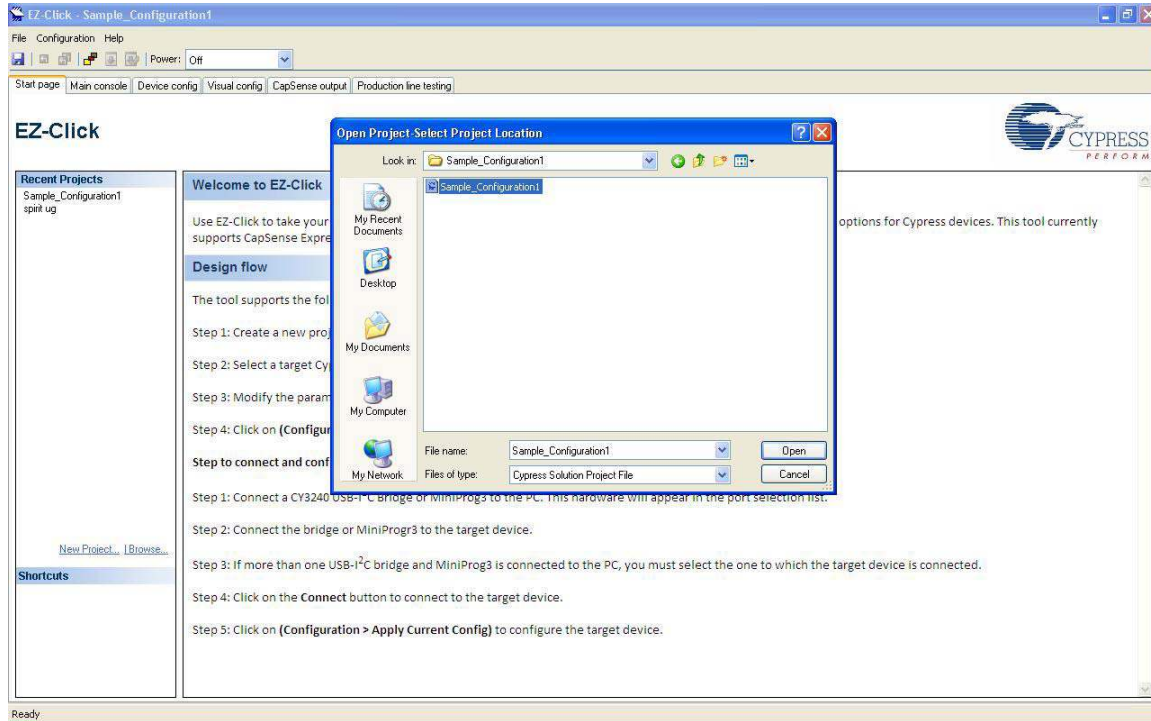 EZ-Click - Sample_Configuration1
File Configuration Help
Power: Off
Start page Main console Device config Visual config CapSense output Production line testing
EZ-Click
CYPRESS
PERFORM
Recent Projects
Sample_Configuration1
spirit ug
New Project... | Browse...
Shortcuts
Welcome to EZ-Click
Use EZ-Click to take your
options for Cypress devices. This tool currently
supports CapSense Expre
Design flow
The tool supports the fol
Step 1: Create a new proj
Step 2: Select a target Cy
Step 3: Modify the param
Step 4: Click on (Configur
Step to connect and conf
Step 1: Connect a CY3240 USB-I²C Bridge or MiniProg3 to the PC. This hardware will appear in the port selection list.
Step 2: Connect the bridge or MiniProgr3 to the target device.
Step 3: If more than one USB-I²C bridge and MiniProg3 is connected to the PC, you must select the one to which the target device is connected.
Step 4: Click on the Connect button to connect to the target device.
Step 5: Click on (Configuration > Apply Current Config) to configure the target device.
Open Project-Select Project Location
Look in: Sample_Configuration1
My Recent Documents
Desktop
My Documents
My Computer
My Network
Sample_Configuration1
File name: Sample_Configuration1 Open
Files of type: Cypress Solution Project File Cancel
Ready